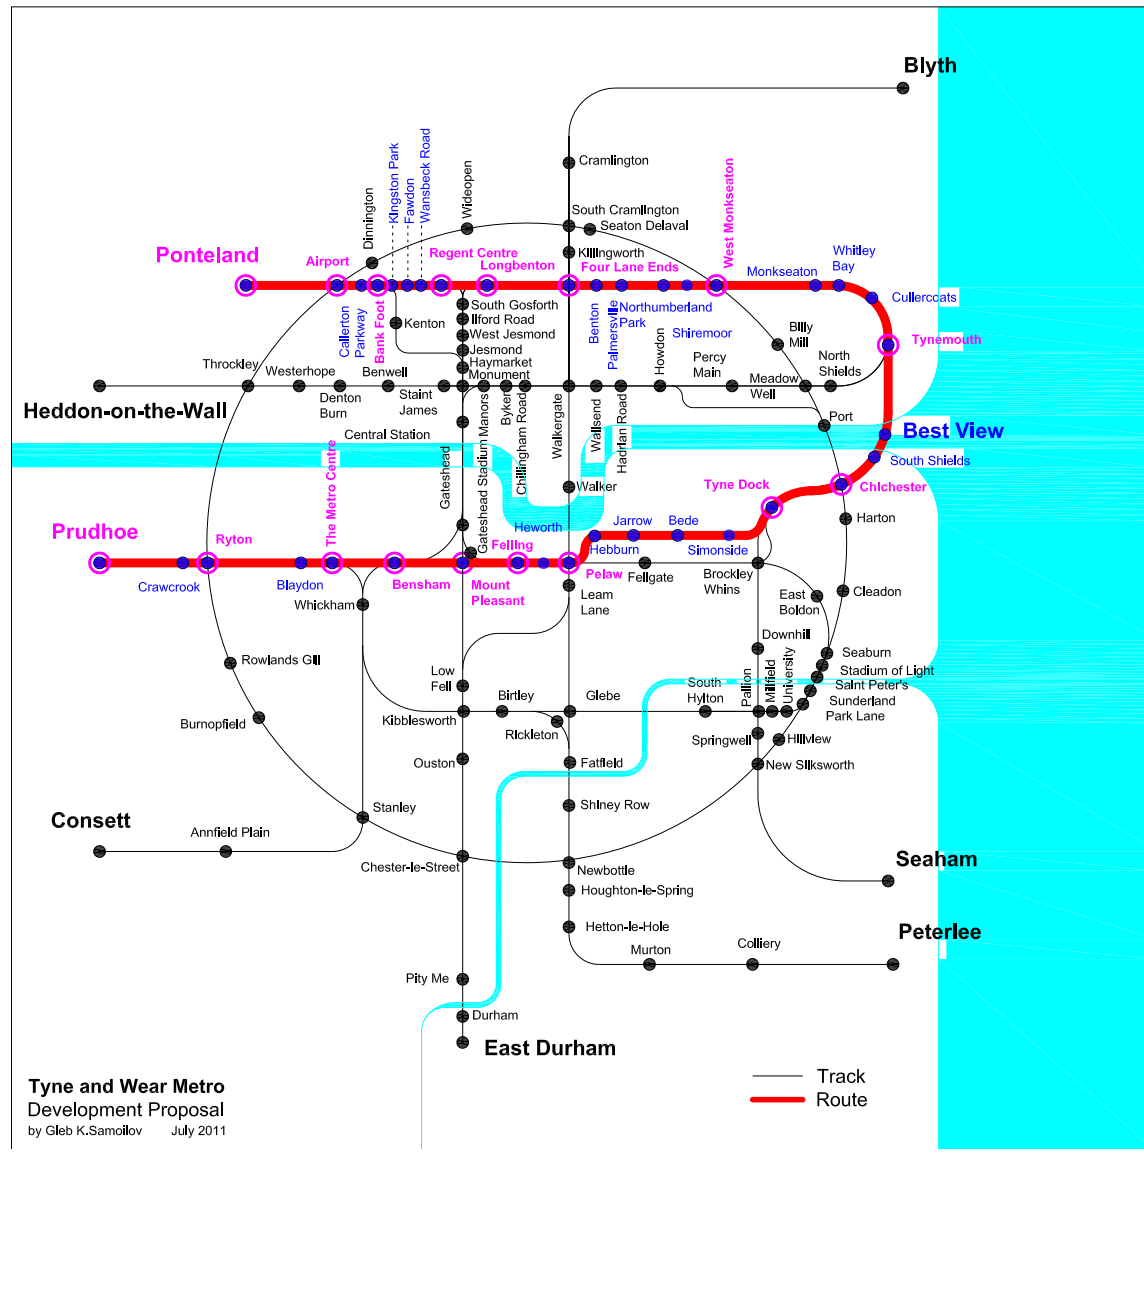 Blyth
Cramlington
South Cramlington
Seaton Delaval
Killingworth
Wideopen
Dinnington
Kingston Park
Fawdon
Wansbeck Road
West Monkseaton
Ponteland
Airport
Regent Centre
Longbenton
Four Lane Ends
Monkseaton
Whitley
Bay
Cullercoats
Callerton
Parkway
Bank Foot
Kenton
South Gosforth
Ilford Road
West Jesmond
Jesmond
Haymarket
Monument
Benton
Palmersville
Northumberland
Park
Shiremoor
Billy
Mill
Tynemouth
Throckley
Westerhope
Denton
Burn
Benwell
Saint
James
Howdon
Percy
Main
Meadow
Well
North
Shields
Heddon-on-the-Wall
Manors
Byker
Chillingham Road
Walkergate
Wallsend
Hadrian Road
Port
Central Station
Best View
South Shields
The Metro Centre
Gateshead
Gateshead Stadium
Walker
Tyne Dock
Chichester
Prudhoe
Ryton
Heworth
Jarrow
Bede
Harton
Felling
Hebburn
Simonside
Crawcrook
Blaydon
Bensham
Mount
Pleasant
Pelaw
Fellgate
Brockley
Whins
Whickham
Leam
Lane
East
Boldon
Cleadon
Downhill
Seaburn
Rowlands Gill
Low
Fell
Stadium of Light
Saint Peter's
Sunderland
Park Lane
Burnopfield
Kibblesworth
Birtley
Rickleton
Glebe
South
Hylton
Pallion
Millfield
University
Springwell
Hillview
Ouston
Fatfield
New Silksworth
Consett
Annfield Plain
Stanley
Shiney Row
Chester-le-Street
Newbottle
Seaham
Houghton-le-Spring
Hetton-le-Hole
Peterlee
Murton
Colliery
Pity Me
Durham
East Durham
Tyne and Wear Metro
Development Proposal
by Gleb K.Samoilov July 2011
Track
Route